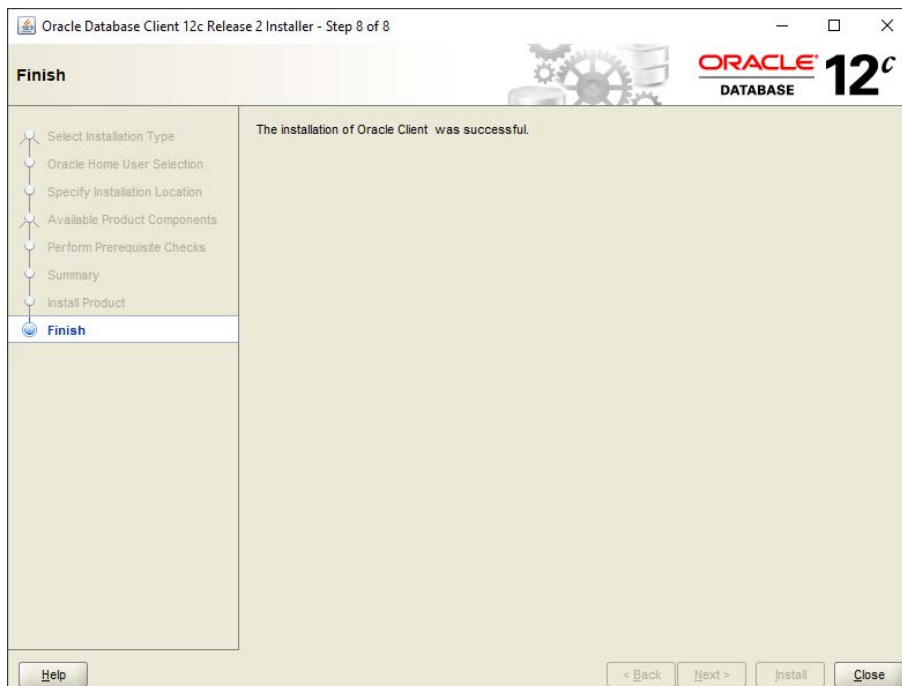 Oracle Database Client 12c Release 2 Installer - Step 8 of 8
Finish
ORACLE
DATABASE
12c
Select Installation Type
Oracle Home User Selection
Specify Installation Location
Available Product Components
Perform Prerequisite Checks
Summary
Install Product
Finish
The installation of Oracle Client  was successful.
Help
< Back
Next >
Install
Close